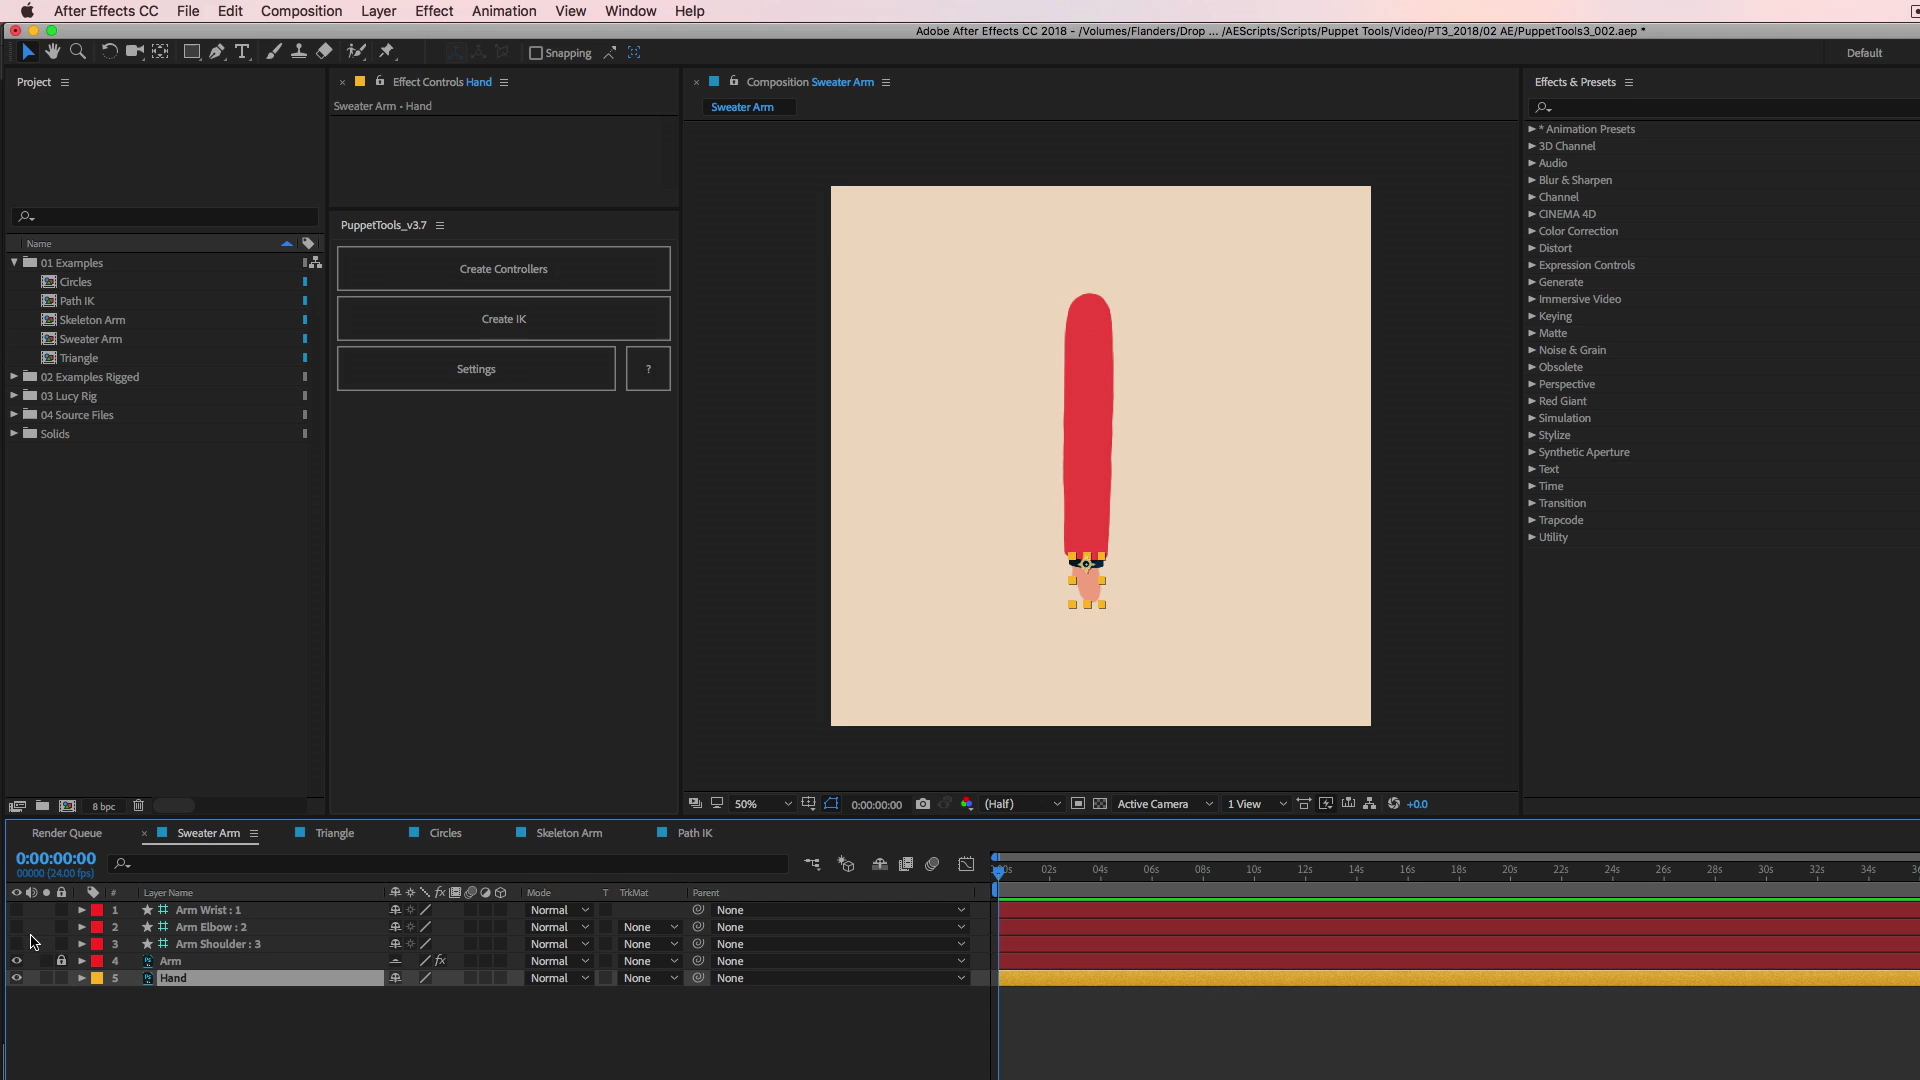 After Effects CC File Edit Composition Layer Effect Animation View Window Help
Adobe After Effects CC 2018 - /Volumes/Flanders/Drop ... /AEScripts/Scripts/Puppet Tools/Video/PT3_2018/02 AE/PuppetTools3_002.aep *
Snapping
Default
Project
Effect Controls Hand
Composition Sweater Arm
Effects & Presets
Sweater Arm • Hand
Sweater Arm
* Animation Presets
3D Channel
Audio
Blur & Sharpen
Channel
CINEMA 4D
Color Correction
Distort
Expression Controls
Generate
Immersive Video
Keying
Matte
Noise & Grain
Obsolete
Perspective
Red Giant
Simulation
Stylize
Synthetic Aperture
Text
Time
Transition
Trapcode
Utility
PuppetTools_v3.7
Create Controllers
Create IK
Settings ?
Name
01 Examples
Circles
Path IK
Skeleton Arm
Sweater Arm
Triangle
02 Examples Rigged
03 Lucy Rig
04 Source Files
Solids
8 bpc
50% 0:00:00:00 (Half) Active Camera 1 View +0.0
Render Queue Sweater Arm Triangle Circles Skeleton Arm Path IK
0:00:00:00
00000 (24.00 fps)
02s 04s 06s 08s 10s 12s 14s 16s 18s 20s 22s 24s 26s 28s 30s 32s 34s
# Layer Name Mode T TrkMat Parent
1 Arm Wrist : 1 Normal None
2 Arm Elbow : 2 Normal None None
3 Arm Shoulder : 3 Normal None None
4 Arm Normal None None
5 Hand Normal None None